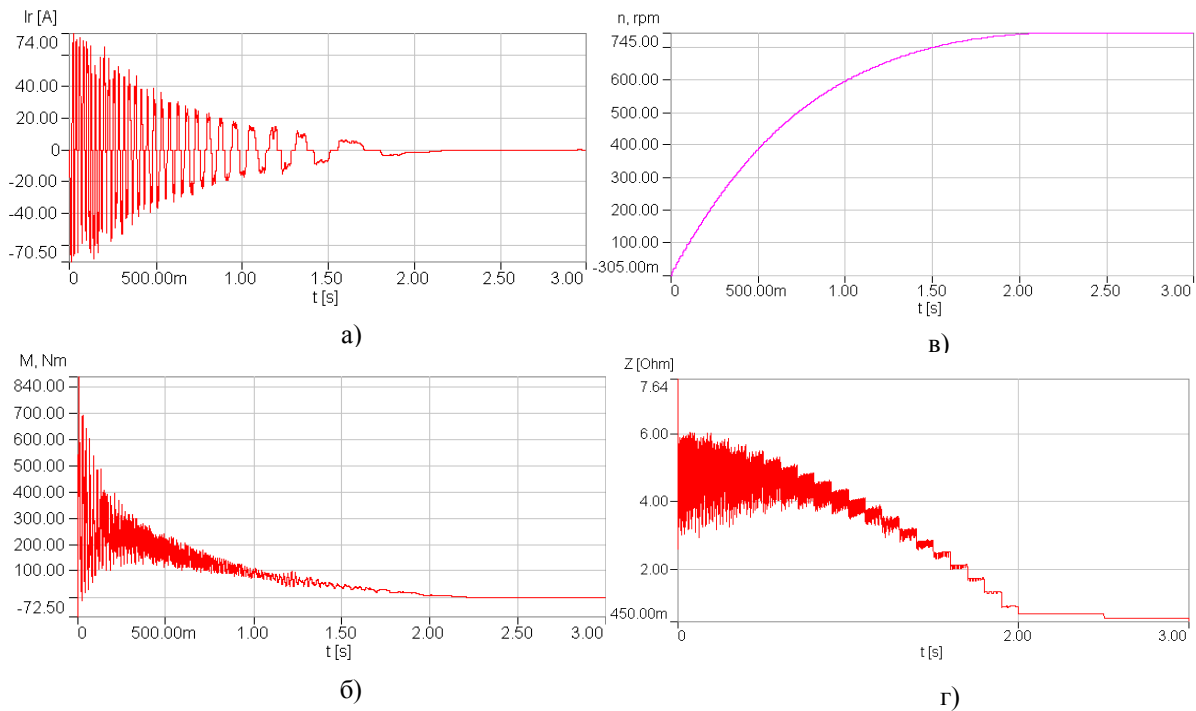 Ir [A]
74.00
40.00
20.00
0
-20.00
-40.00
-70.50
0 500.00m 1.00 1.50 2.00 2.50 3.00
t [s]
а)
n, rpm
745.00
600.00
500.00
400.00
300.00
200.00
100.00
-305.00m
0 500.00m 1.00 1.50 2.00 2.50 3.00
t [s]
в)
M, Nm
840.00
700.00
600.00
500.00
400.00
300.00
200.00
100.00
-72.50
0 500.00m 1.00 1.50 2.00 2.50 3.00
t [s]
б)
Z [Ohm]
7.64
6.00
4.00
2.00
450.00m
0 2.00 3.00
t [s]
г)